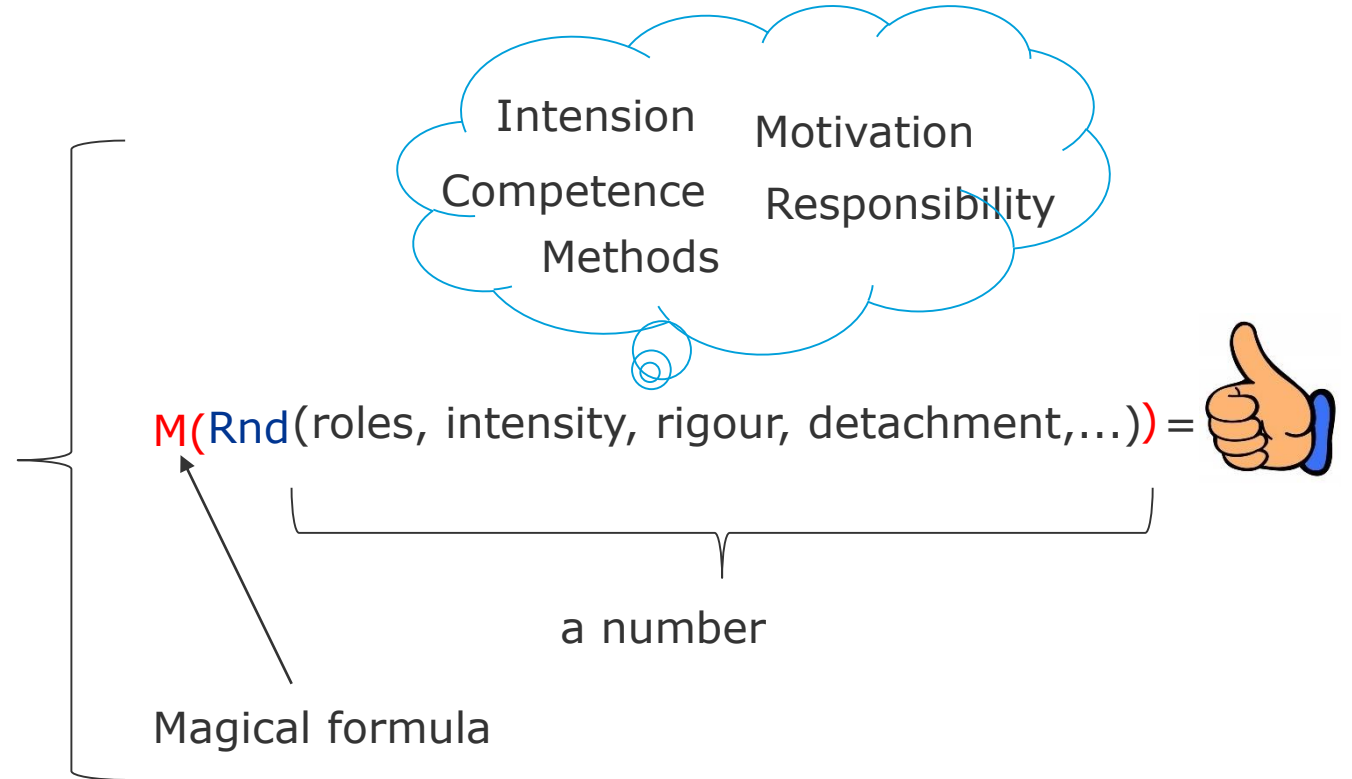 Intension
Motivation
Competence
Responsibility
Methods
M(Rnd(roles, intensity, rigour, detachment,...)) =
a number
Magical formula